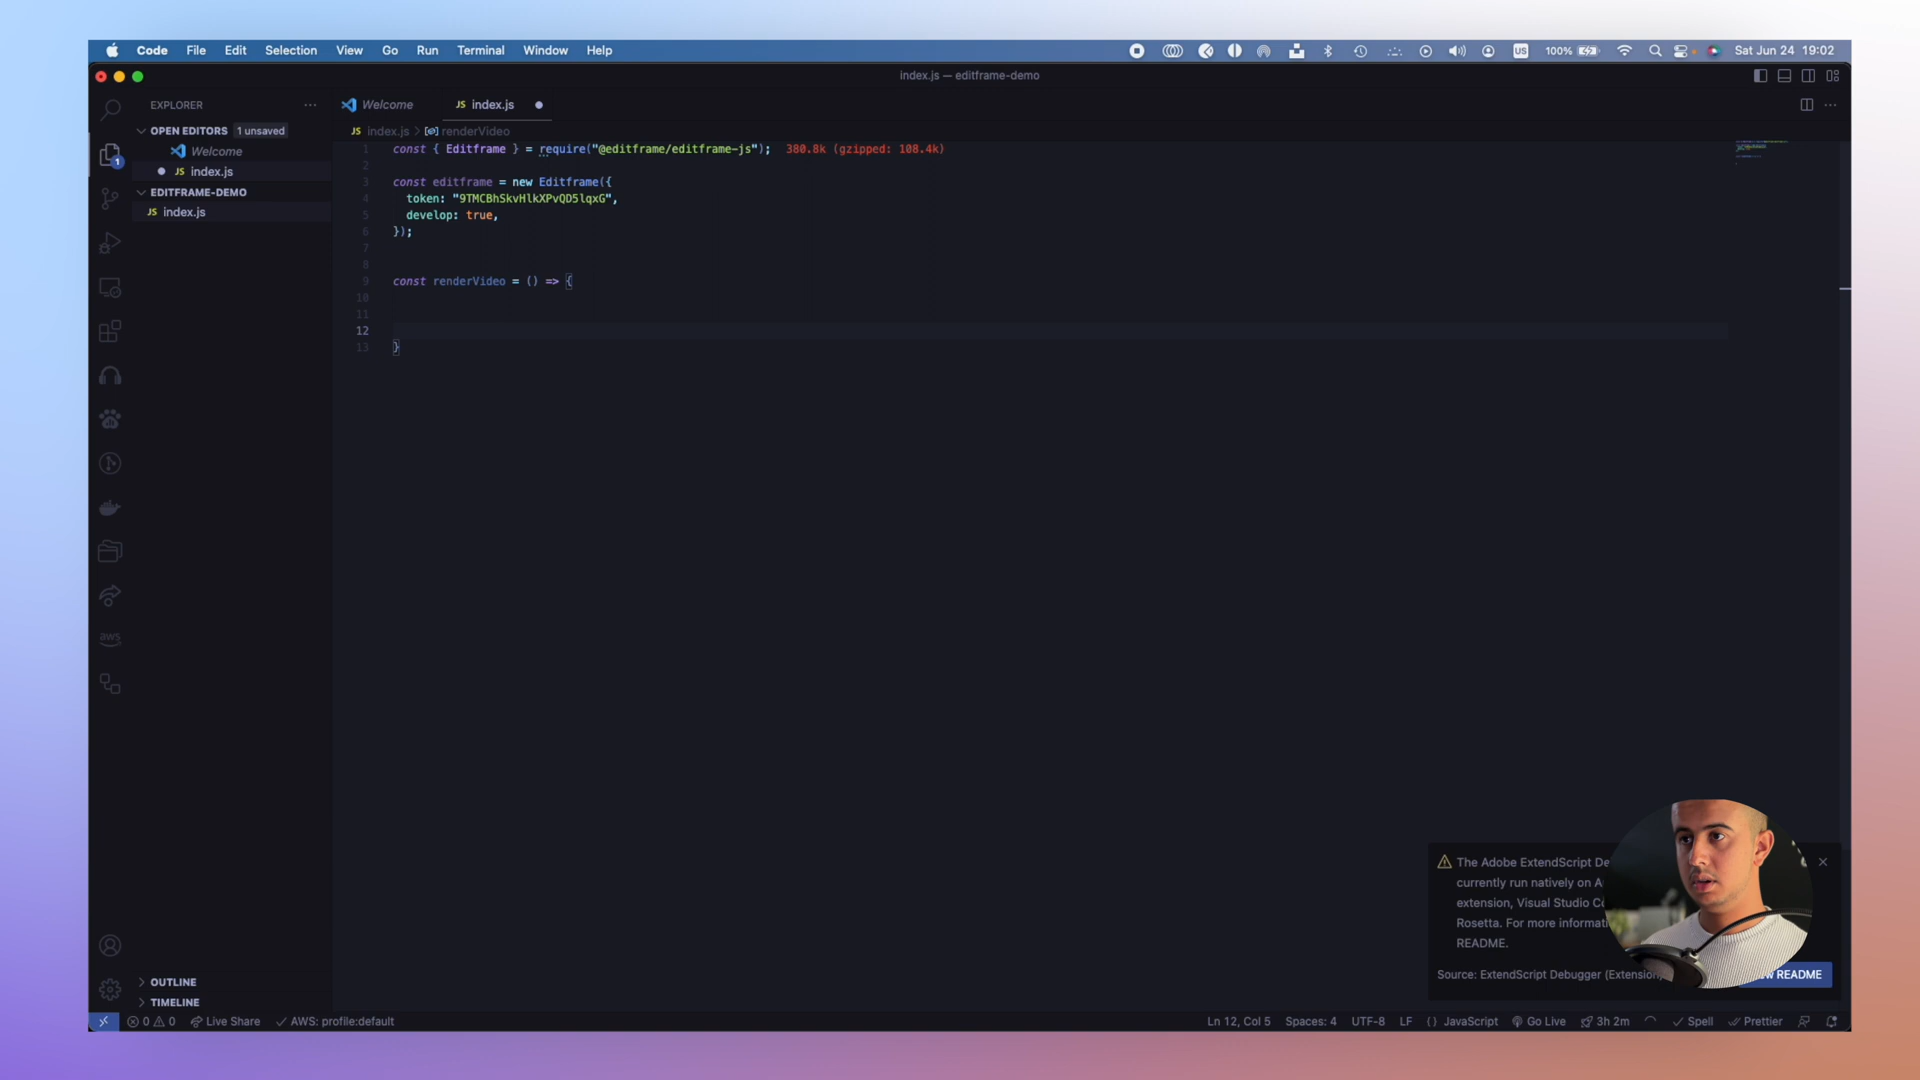 Code File Edit Selection View Go Run Terminal Window Help
US 100% Sat Jun 24 19:02
index.js — editframe-demo
EXPLORER
Welcome
JS index.js
OPEN EDITORS 1 unsaved
JS index.js > renderVideo
Welcome
JS index.js
EDITFRAME-DEMO
JS index.js
1
1 const { Editframe } = require("@editframe/editframe-js"); 380.8k (gzipped: 108.4k)
2
3 const editframe = new Editframe({
4 token: "9TMCBhSkvHlkXPvQD5lqxG",
5 develop: true,
6 });
7
8
9 const renderVideo = () => {
10
11
12
13 }
aws
The Adobe ExtendScript De
currently run natively on
extension, Visual Studio
Rosetta. For more informati
README.
Source: ExtendScript Debugger (Extension
README
OUTLINE
TIMELINE
0 0 Live Share AWS: profile:default
Ln 12, Col 5 Spaces: 4 UTF-8 LF {} JavaScript Go Live 3h 2m Spell Prettier